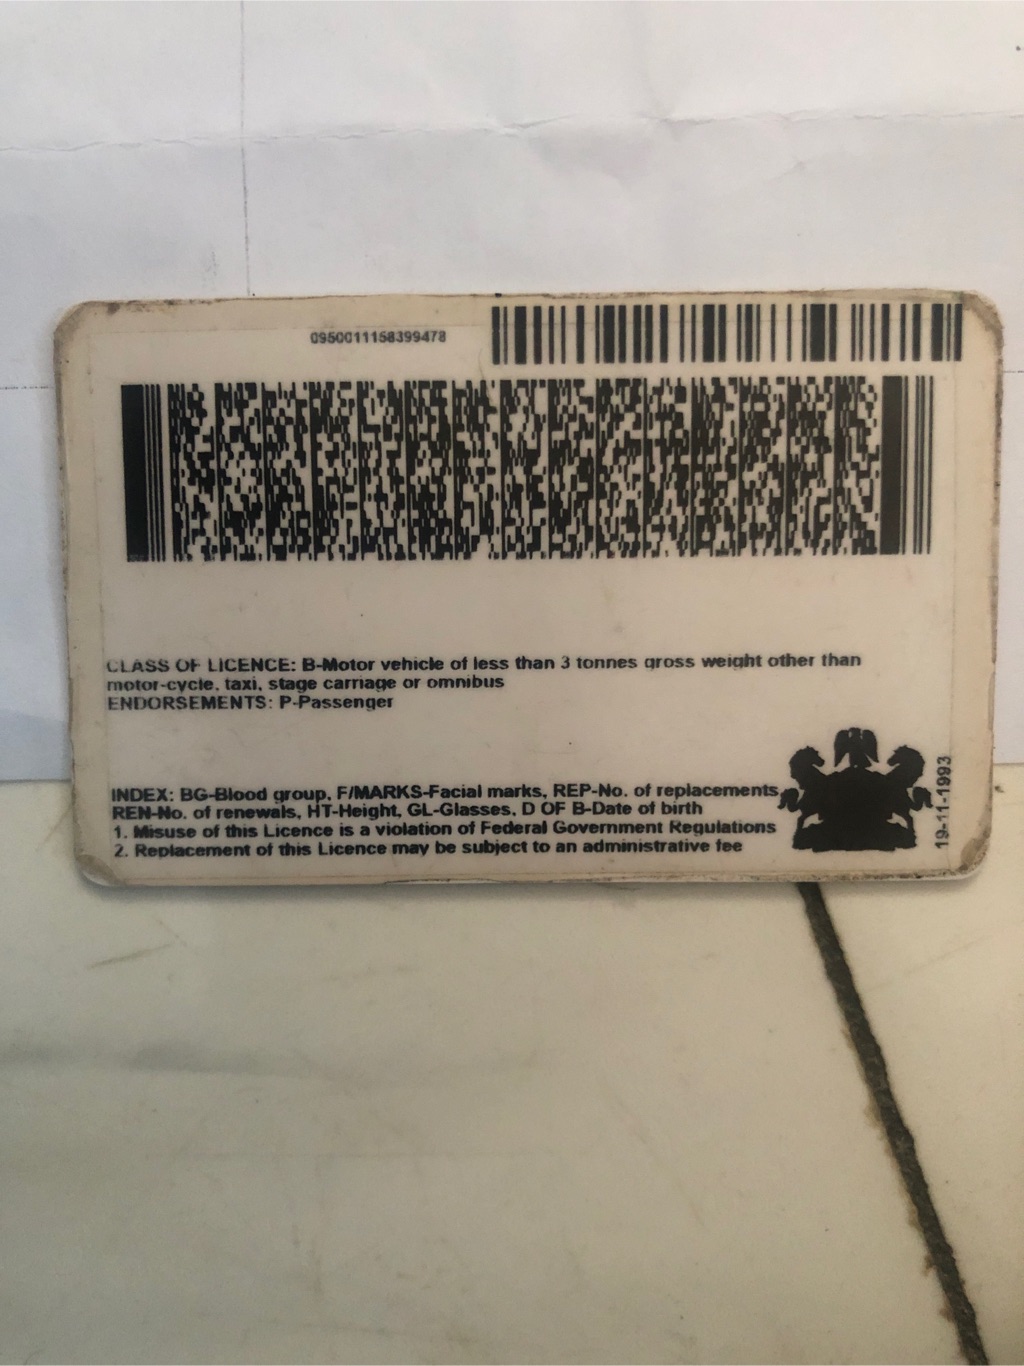 0950011158399478
CLASS OF LICENCE: B-Motor vehicle of less than 3 tonnes gross weight other than
motor-cycle, taxi, stage carriage or omnibus
ENDORSEMENTS: P-Passenger
INDEX: BG-Blood group, F/MARKS-Facial marks, REP-No. of replacements,
REN-No. of renewals, HT-Height, GL-Glasses, D OF B-Date of birth
1. Misuse of this Licence is a violation of Federal Government Regulations
2. Replacement of this Licence may be subject to an administrative fee
19-11-1993